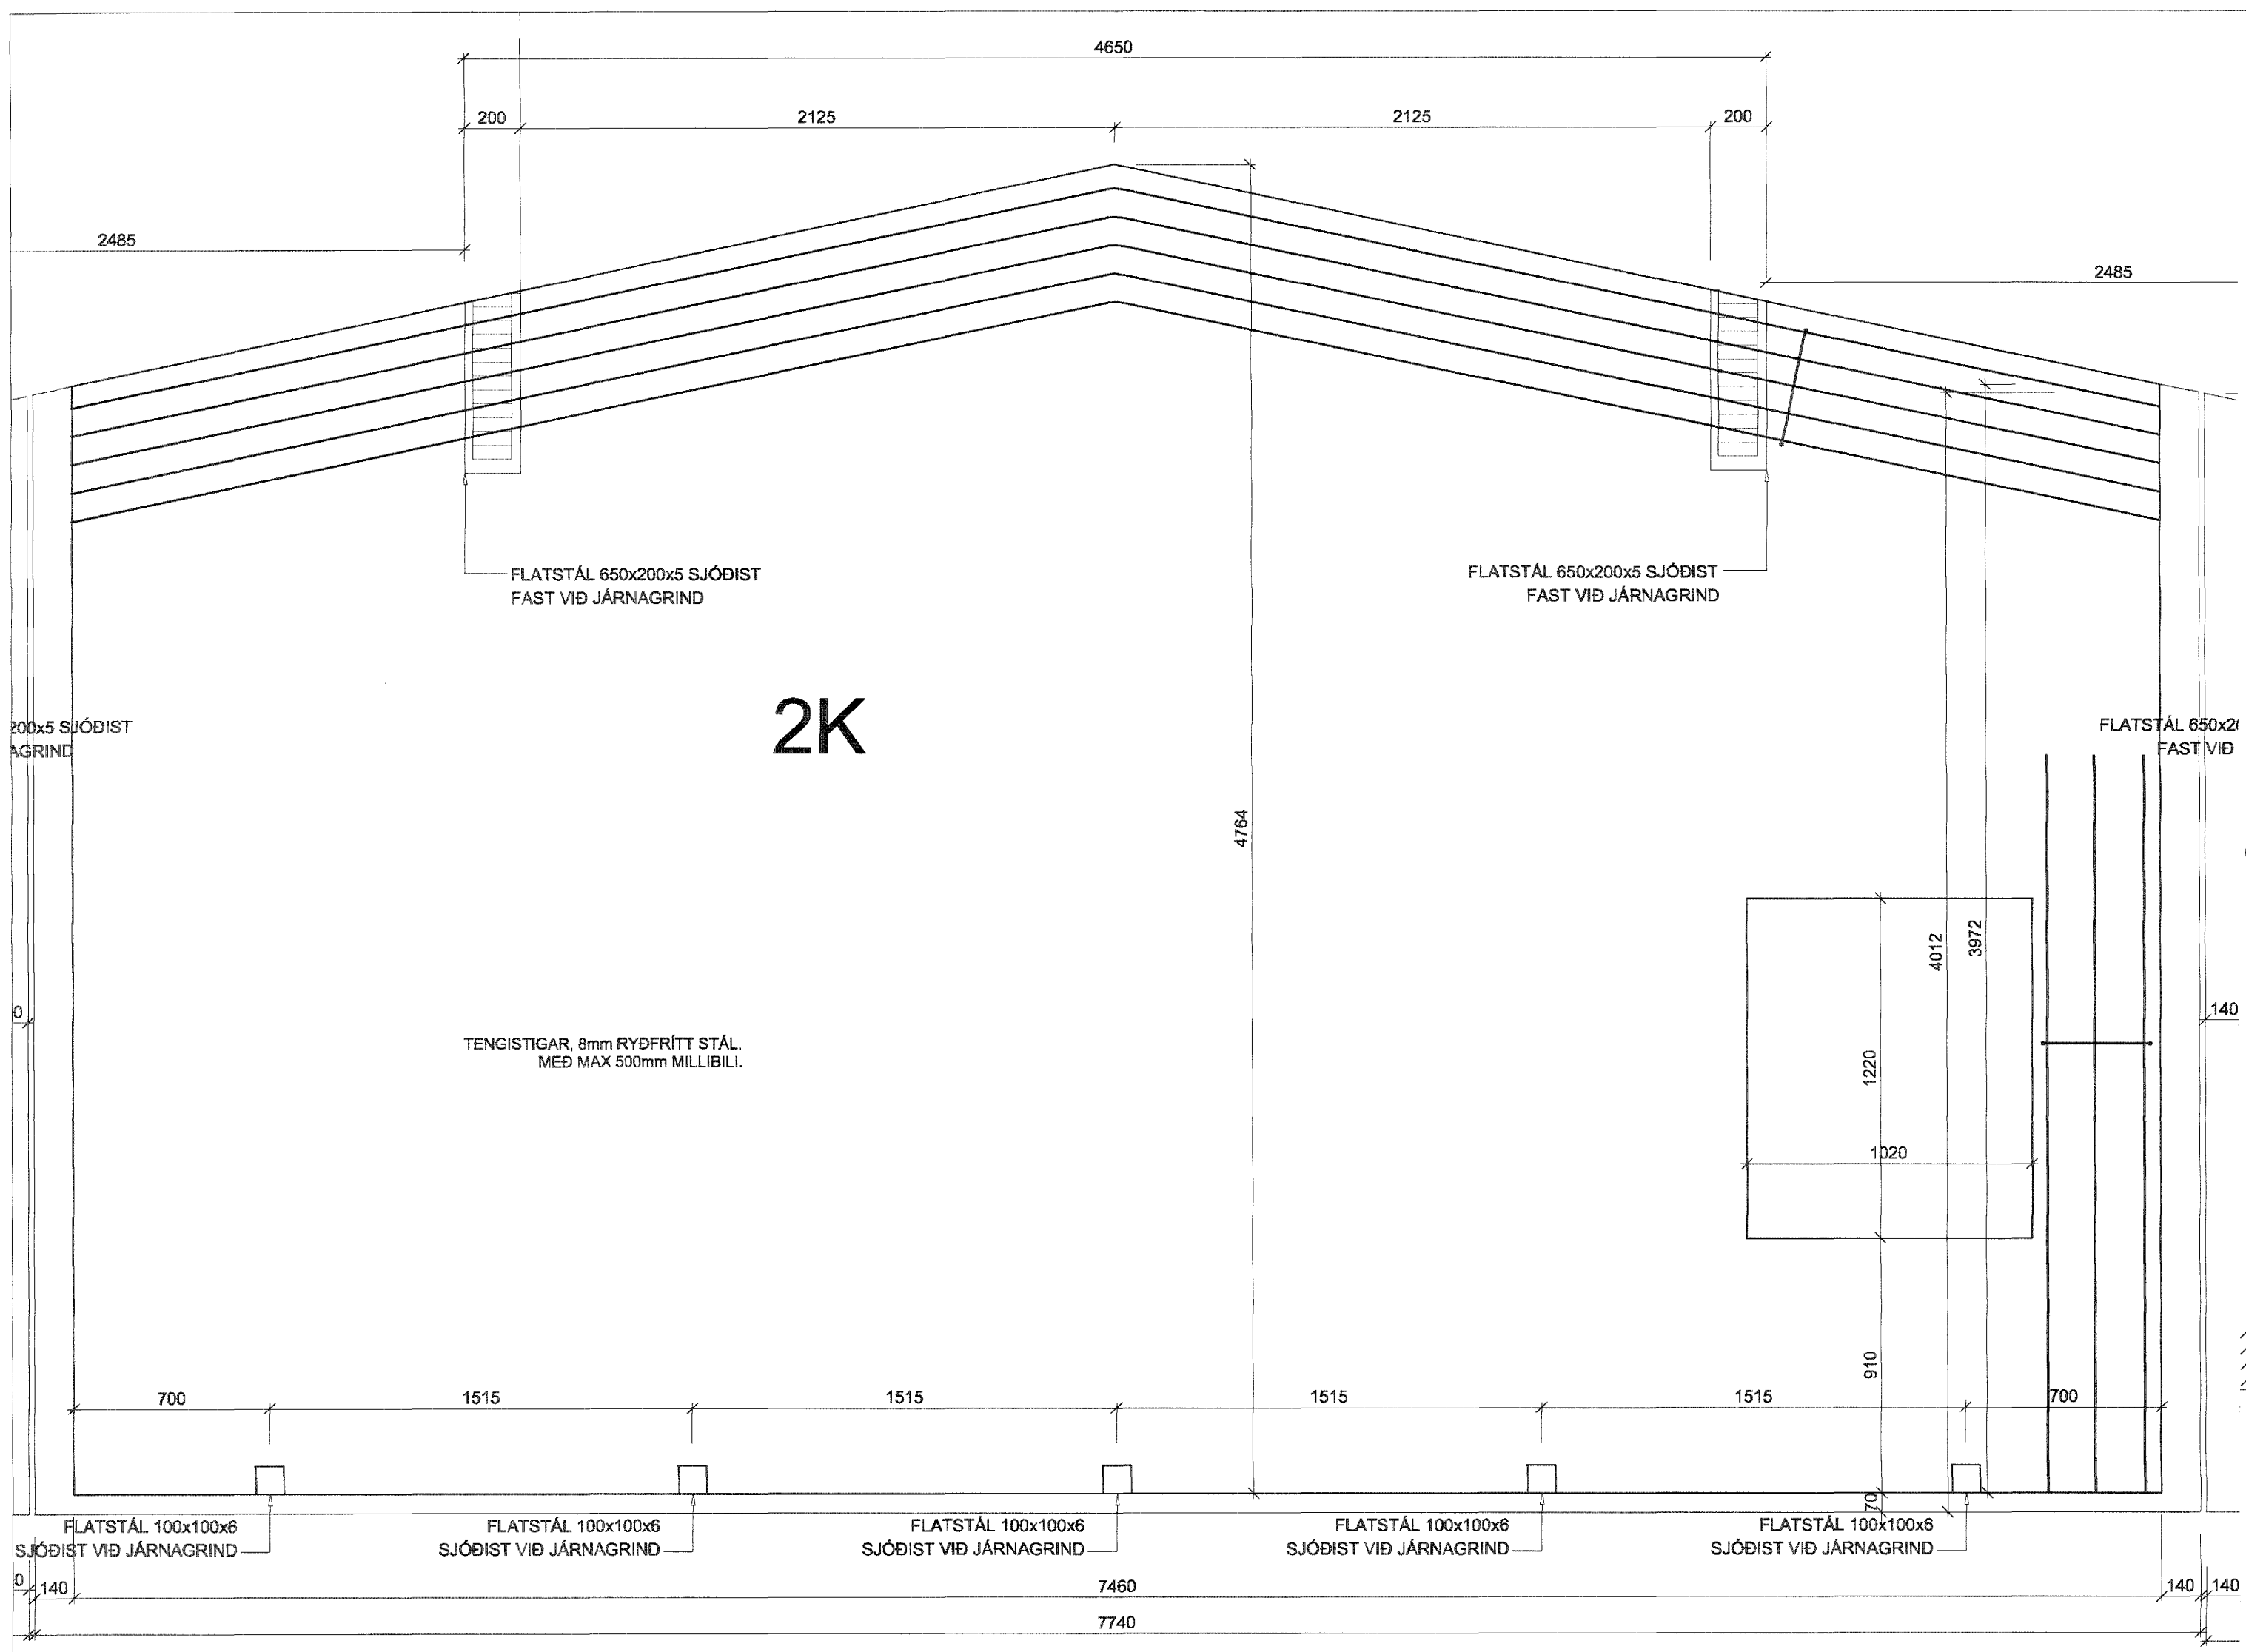 4650
200
2125
2125
200
2485
2485
FLATSTÁL 650x200x5 SJÓÐIST
FAST VIÐ JÁRNAGRIND
FLATSTÁL 650x200x5 SJÓÐIST
FAST VIÐ JÁRNAGRIND
2K
200x5 SJÓÐIST
AGRIND
FLATSTÁL 650x20
FAST VIÐ
4764
4012
3972
0
140
TENGISTIGAR, 8mm RYÐFRÍTT STÁL.
MEÐ MAX 500mm MILLIBILI.
1220
1020
910
700
1515
1515
1515
1515
700
70
FLATSTÁL 100x100x6
SJÓÐIST VIÐ JÁRNAGRIND
FLATSTÁL 100x100x6
SJÓÐIST VIÐ JÁRNAGRIND
FLATSTÁL 100x100x6
SJÓÐIST VIÐ JÁRNAGRIND
FLATSTÁL 100x100x6
SJÓÐIST VIÐ JÁRNAGRIND
FLATSTÁL 100x100x6
SJÓÐIST VIÐ JÁRNAGRIND
0
140
7460
140
140
7740